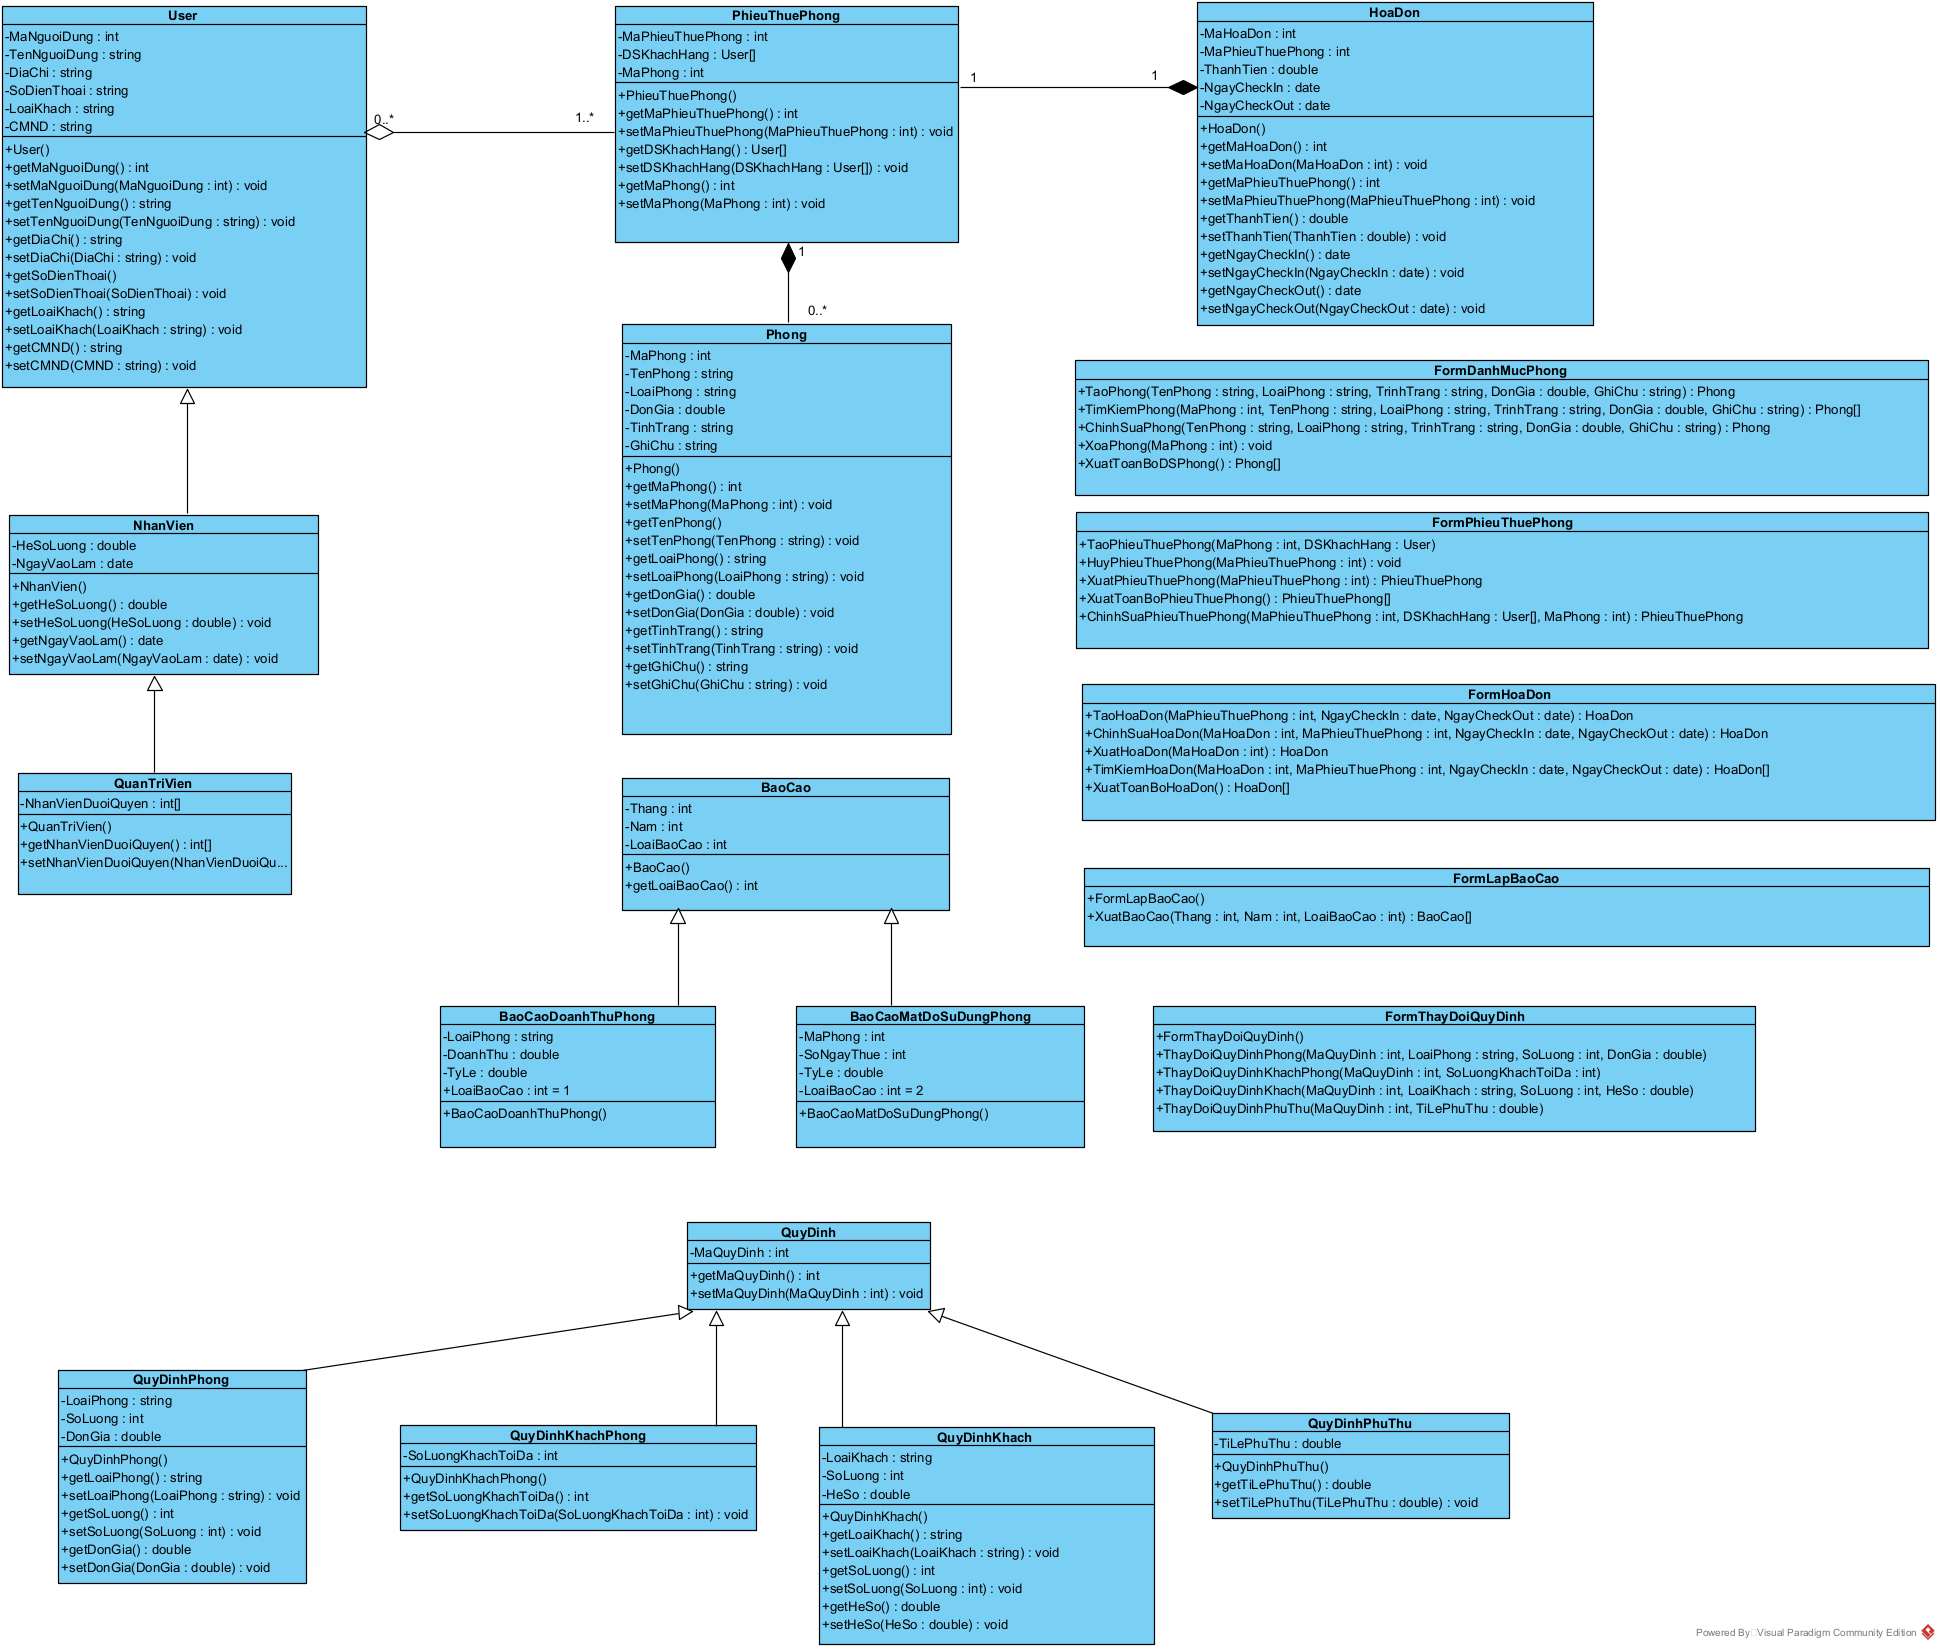 User
-MaNguoiDung : int
-TenNguoiDung : string
-DiaChi : string
-SoDienThoai : string
-LoaiKhach : string
-CMND : string
+User()
+getMaNguoiDung() : int
+setMaNguoiDung(MaNguoiDung : int) : void
+getTenNguoiDung() : string
+setTenNguoiDung(TenNguoiDung : string) : void
+getDiaChi() : string
+setDiaChi(DiaChi : string) : void
+getSoDienThoai()
+setSoDienThoai(SoDienThoai) : void
+getLoaiKhach() : string
+setLoaiKhach(LoaiKhach : string) : void
+getCMND() : string
+setCMND(CMND : string) : void
0..*
1..*
PhieuThuePhong
-MaPhieuThuePhong : int
-DSKhachHang : User[]
-MaPhong : int
+PhieuThuePhong()
+getMaPhieuThuePhong() : int
+setMaPhieuThuePhong(MaPhieuThuePhong : int) : void
+getDSKhachHang() : User[]
+setDSKhachHang(DSKhachHang : User[]) : void
+getMaPhong() : int
+setMaPhong(MaPhong : int) : void
1
1
HoaDon
-MaHoaDon : int
-MaPhieuThuePhong : int
-ThanhTien : double
-NgayCheckIn : date
-NgayCheckOut : date
+HoaDon()
+getMaHoaDon() : int
+setMaHoaDon(MaHoaDon : int) : void
+getMaPhieuThuePhong() : int
+setMaPhieuThuePhong(MaPhieuThuePhong : int) : void
+getThanhTien() : double
+setThanhTien(ThanhTien : double) : void
+getNgayCheckIn() : date
+setNgayCheckIn(NgayCheckIn : date) : void
+getNgayCheckOut() : date
+setNgayCheckOut(NgayCheckOut : date) : void
1
0..*
Phong
-MaPhong : int
-TenPhong : string
-LoaiPhong : string
-DonGia : double
-TinhTrang : string
-GhiChu : string
+Phong()
+getMaPhong() : int
+setMaPhong(MaPhong : int) : void
+getTenPhong()
+setTenPhong(TenPhong : string) : void
+getLoaiPhong() : string
+setLoaiPhong(LoaiPhong : string) : void
+getDonGia() : double
+setDonGia(DonGia : double) : void
+getTinhTrang() : string
+setTinhTrang(TinhTrang : string) : void
+getGhiChu() : string
+setGhiChu(GhiChu : string) : void
FormDanhMucPhong
+TaoPhong(TenPhong : string, LoaiPhong : string, TrinhTrang : string, DonGia : double, GhiChu : string) : Phong
+TimKiemPhong(MaPhong : int, TenPhong : string, LoaiPhong : string, TrinhTrang : string, DonGia : double, GhiChu : string) : Phong[]
+ChinhSuaPhong(TenPhong : string, LoaiPhong : string, TrinhTrang : string, DonGia : double, GhiChu : string) : Phong
+XoaPhong(MaPhong : int) : void
+XuatToanBoDSPhong() : Phong[]
FormPhieuThuePhong
+TaoPhieuThuePhong(MaPhong : int, DSKhachHang : User)
+HuyPhieuThuePhong(MaPhieuThuePhong : int) : void
+XuatPhieuThuePhong(MaPhieuThuePhong : int) : PhieuThuePhong
+XuatToanBoPhieuThuePhong() : PhieuThuePhong[]
+ChinhSuaPhieuThuePhong(MaPhieuThuePhong : int, DSKhachHang : User[], MaPhong : int) : PhieuThuePhong
NhanVien
-HeSoLuong : double
-NgayVaoLam : date
+NhanVien()
+getHeSoLuong() : double
+setHeSoLuong(HeSoLuong : double) : void
+getNgayVaoLam() : date
+setNgayVaoLam(NgayVaoLam : date) : void
FormHoaDon
+TaoHoaDon(MaPhieuThuePhong : int, NgayCheckIn : date, NgayCheckOut : date) : HoaDon
+ChinhSuaHoaDon(MaHoaDon : int, MaPhieuThuePhong : int, NgayCheckIn : date, NgayCheckOut : date) : HoaDon
+XuatHoaDon(MaHoaDon : int) : HoaDon
+TimKiemHoaDon(MaHoaDon : int, MaPhieuThuePhong : int, NgayCheckIn : date, NgayCheckOut : date) : HoaDon[]
+XuatToanBoHoaDon() : HoaDon[]
QuanTriVien
-NhanVienDuoiQuyen : int[]
+QuanTriVien()
+getNhanVienDuoiQuyen() : int[]
+setNhanVienDuoiQuyen(NhanVienDuoiQu...
BaoCao
-Thang : int
-Nam : int
-LoaiBaoCao : int
+BaoCao()
+getLoaiBaoCao() : int
FormLapBaoCao
+FormLapBaoCao()
+XuatBaoCao(Thang : int, Nam : int, LoaiBaoCao : int) : BaoCao[]
BaoCaoDoanhThuPhong
-LoaiPhong : string
-DoanhThu : double
-TyLe : double
+LoaiBaoCao : int = 1
+BaoCaoDoanhThuPhong()
BaoCaoMatDoSuDungPhong
-MaPhong : int
-SoNgayThue : int
-TyLe : double
-LoaiBaoCao : int = 2
+BaoCaoMatDoSuDungPhong()
FormThayDoiQuyDinh
+FormThayDoiQuyDinh()
+ThayDoiQuyDinhPhong(MaQuyDinh : int, LoaiPhong : string, SoLuong : int, DonGia : double)
+ThayDoiQuyDinhKhachPhong(MaQuyDinh : int, SoLuongKhachToiDa : int)
+ThayDoiQuyDinhKhach(MaQuyDinh : int, LoaiKhach : string, SoLuong : int, HeSo : double)
+ThayDoiQuyDinhPhuThu(MaQuyDinh : int, TiLePhuThu : double)
QuyDinh
-MaQuyDinh : int
+getMaQuyDinh() : int
+setMaQuyDinh(MaQuyDinh : int) : void
QuyDinhPhong
-LoaiPhong : string
-SoLuong : int
-DonGia : double
+QuyDinhPhong()
+getLoaiPhong() : string
+setLoaiPhong(LoaiPhong : string) : void
+getSoLuong() : int
+setSoLuong(SoLuong : int) : void
+getDonGia() : double
+setDonGia(DonGia : double) : void
QuyDinhKhachPhong
-SoLuongKhachToiDa : int
+QuyDinhKhachPhong()
+getSoLuongKhachToiDa() : int
+setSoLuongKhachToiDa(SoLuongKhachToiDa : int) : void
QuyDinhKhach
-LoaiKhach : string
-SoLuong : int
-HeSo : double
+QuyDinhKhach()
+getLoaiKhach() : string
+setLoaiKhach(LoaiKhach : string) : void
+getSoLuong() : int
+setSoLuong(SoLuong : int) : void
+getHeSo() : double
+setHeSo(HeSo : double) : void
QuyDinhPhuThu
-TiLePhuThu : double
+QuyDinhPhuThu()
+getTiLePhuThu() : double
+setTiLePhuThu(TiLePhuThu : double) : void
Powered By Visual Paradigm Community Edition